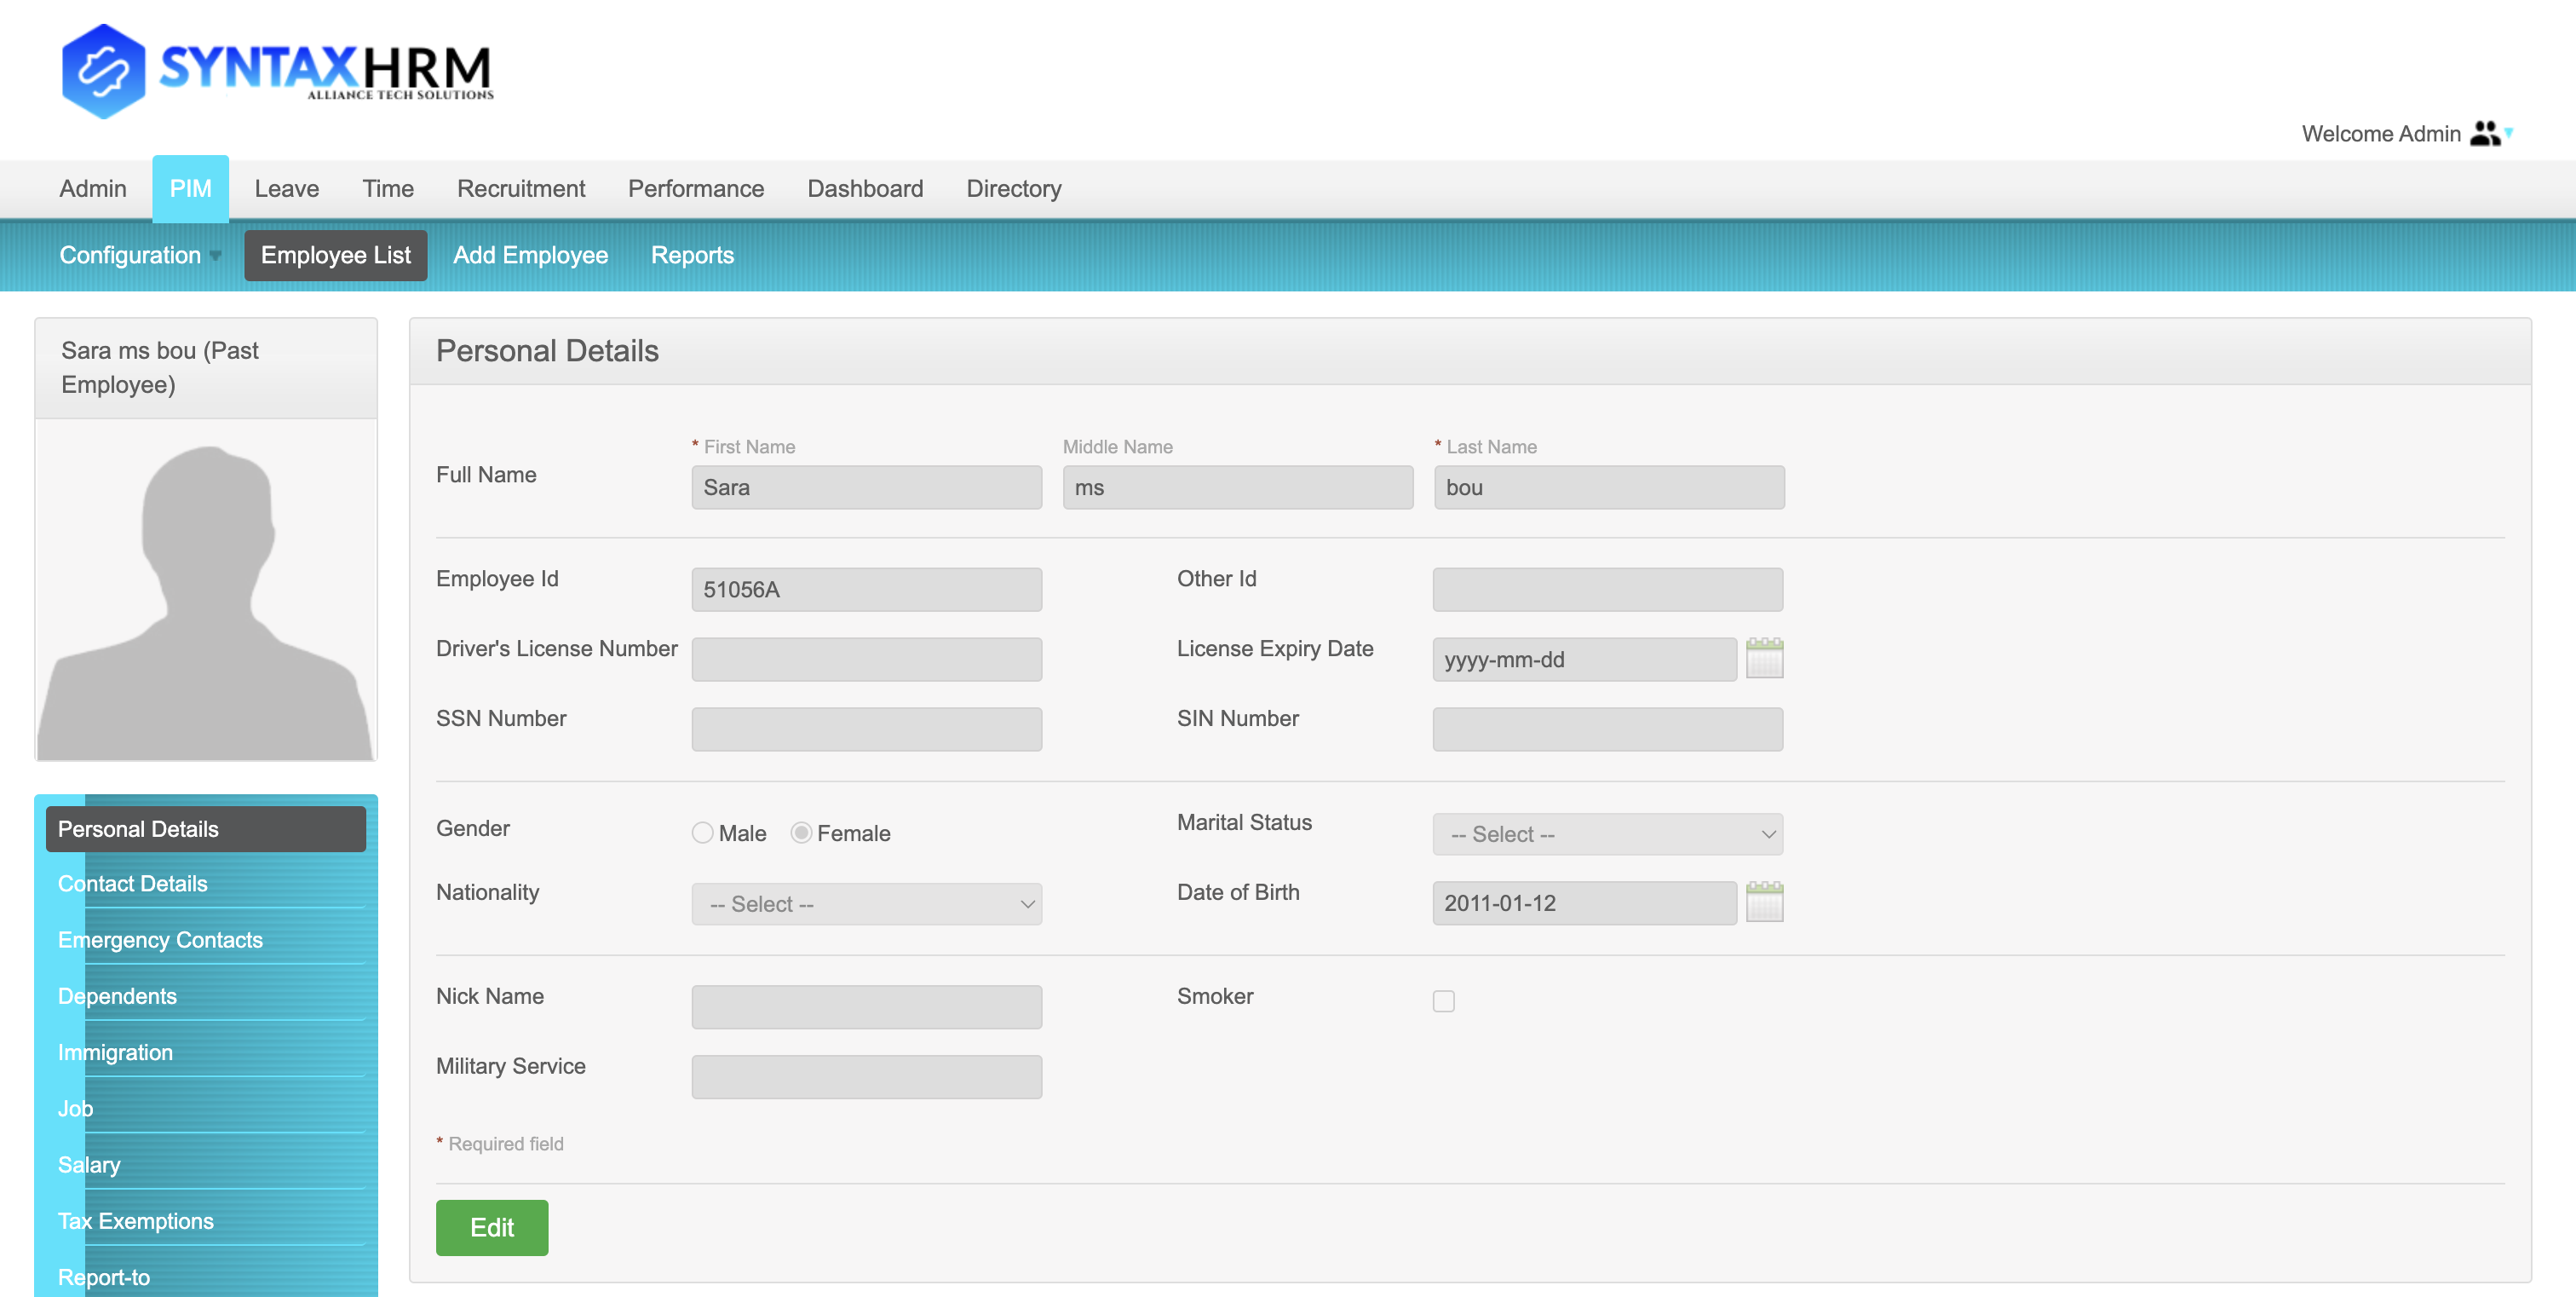 SYNTAXHRM
ALLIANCE TECH SOLUTIONS
Welcome Admin
Admin PIM Leave Time Recruitment Performance Dashboard Directory
Configuration Employee List Add Employee Reports
Sara ms bou (Past
Employee)
Personal Details
* First Name Middle Name * Last Name
Full Name Sara ms bou
Employee Id 51056A Other Id
Driver's License Number License Expiry Date yyyy-mm-dd
SSN Number SIN Number
Gender Male Female Marital Status -- Select --
Nationality -- Select -- Date of Birth 2011-01-12
Nick Name Smoker
Military Service
* Required field
Edit
Personal Details
Contact Details
Emergency Contacts
Dependents
Immigration
Job
Salary
Tax Exemptions
Report-to